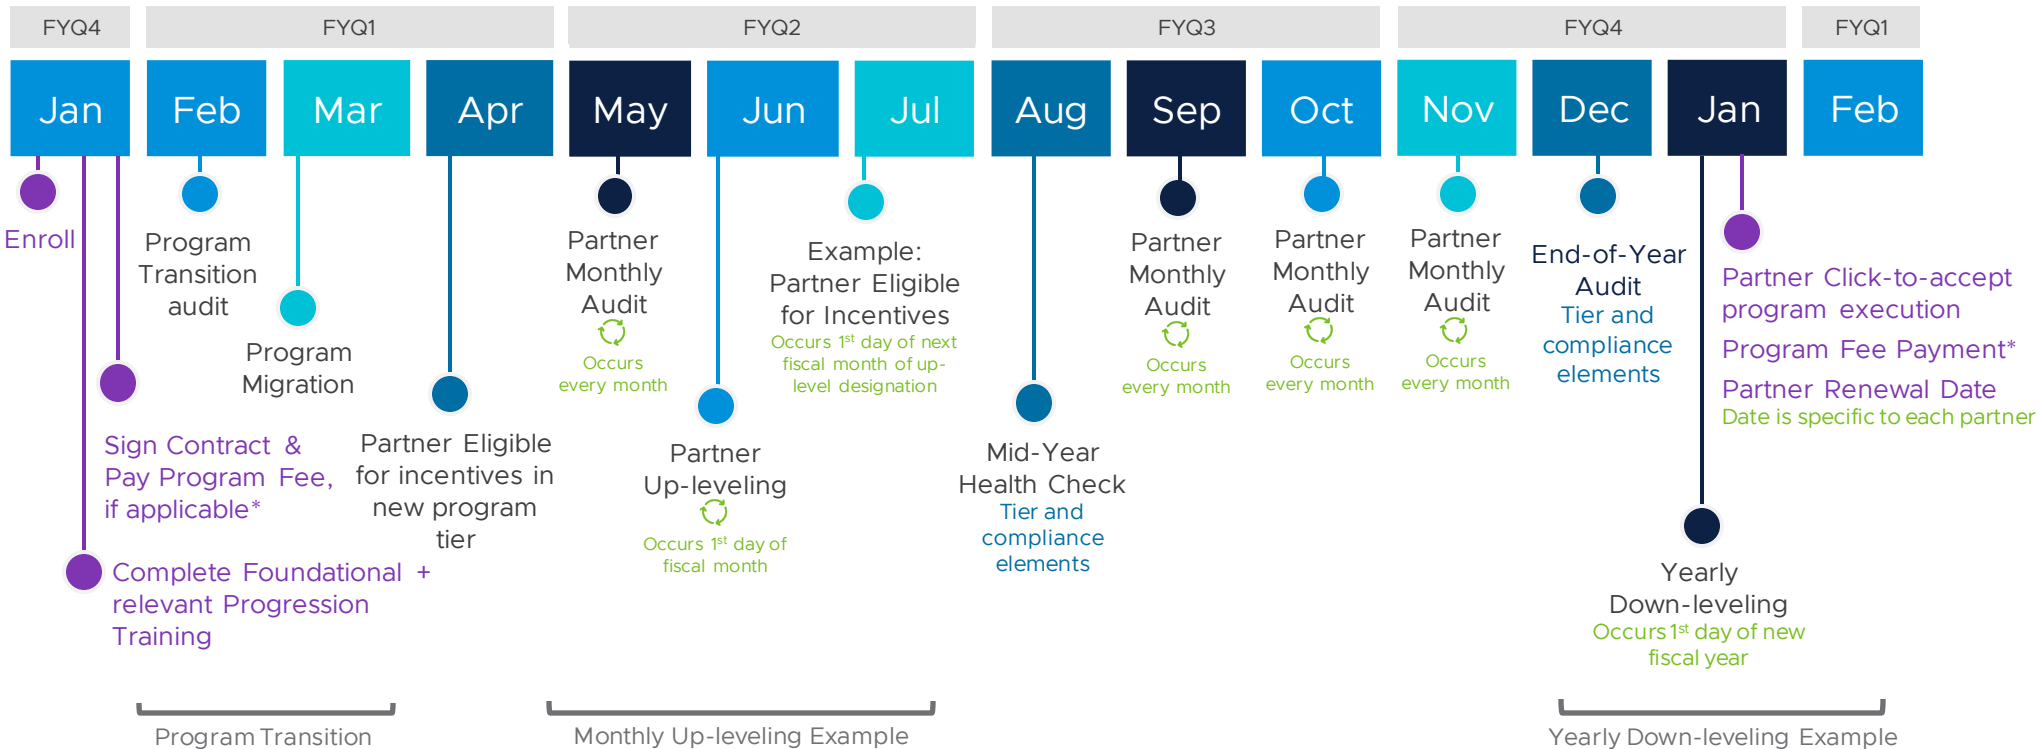 FYQ4
FYQ1
FYQ2
FYQ3
FYQ4
FYQ1
Jan
Feb
Mar
Apr
May
Jun
Jul
Aug
Sep
Oct
Nov
Dec
Jan
Feb
Enroll
Sign Contract &
Pay Program Fee,
if applicable*
Complete Foundational +
relevant Progression
Training
Program
Transition
audit
Program
Migration
Partner Eligible
for incentives in
new program
tier
Partner
Monthly
Audit
Occurs
every month
Partner
Up-leveling
Occurs 1st day of
fiscal month
Example:
Partner Eligible
for Incentives
Occurs 1st day of next
fiscal month of up-
level designation
Mid-Year
Health Check
Tier and
compliance
elements
Partner
Monthly
Audit
Occurs
every month
Partner
Monthly
Audit
Occurs
every month
Partner
Monthly
Audit
Occurs
every month
End-of-Year
Audit
Tier and
compliance
elements
Yearly
Down-leveling
Occurs 1st day of new
fiscal year
Partner Click-to-accept
program execution
Program Fee Payment*
Partner Renewal Date
Date is specific to each partner
Program Transition
Monthly Up-leveling Example
Yearly Down-leveling Example